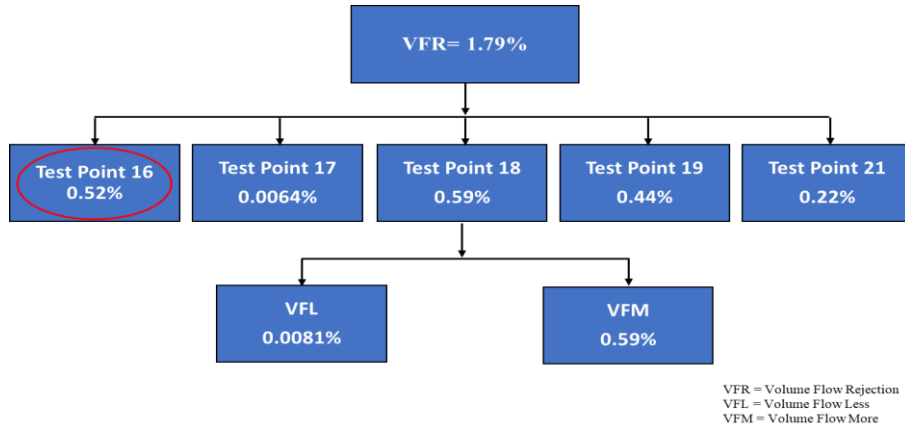 VFR= 1.79%
Test Point 16
0.52%
Test Point 17
0.0064%
Test Point 18
0.59%
Test Point 19
0.44%
Test Point 21
0.22%
VFL
0.0081%
VFM
0.59%
VFR = Volume Flow Rejection
VFL = Volume Flow Less
VFM = Volume Flow More